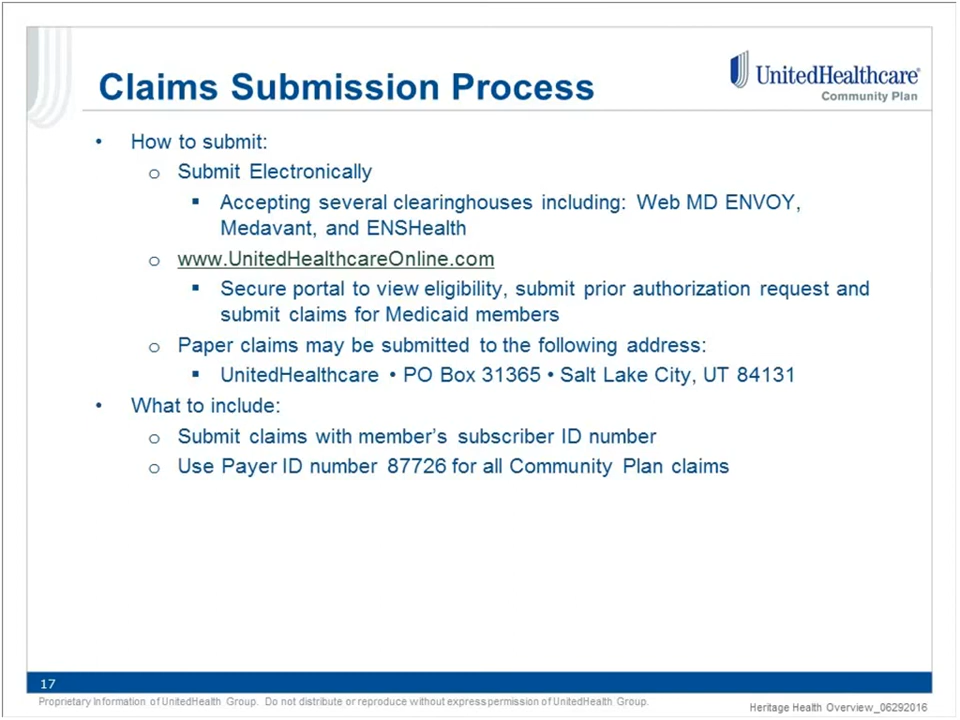 Claims Submission Process
UnitedHealthcare®
Community Plan
• How to submit:
o Submit Electronically
▪ Accepting several clearinghouses including: Web MD ENVOY,
Medavant, and ENSHealth
o www.UnitedHealthcareOnline.com
▪ Secure portal to view eligibility, submit prior authorization request and
submit claims for Medicaid members
o Paper claims may be submitted to the following address:
▪ UnitedHealthcare • PO Box 31365 • Salt Lake City, UT 84131
• What to include:
o Submit claims with member’s subscriber ID number
o Use Payer ID number 87726 for all Community Plan claims
17
Proprietary Information of UnitedHealth Group. Do not distribute or reproduce without express permission of UnitedHealth Group.
Heritage Health Overview_06292016